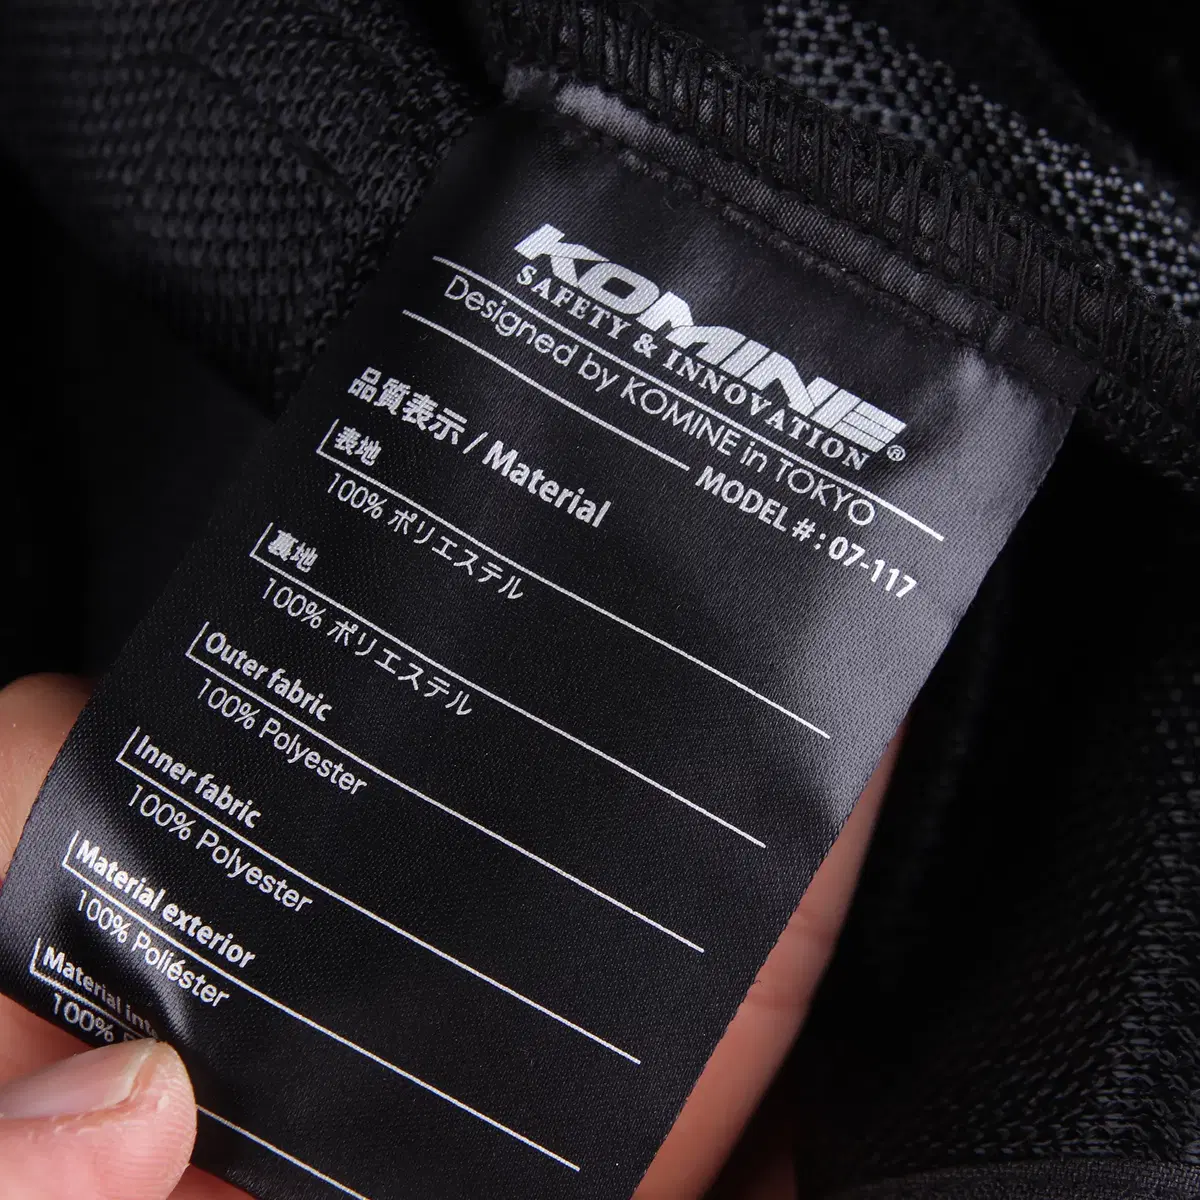 KOMINE®
SAFETY & INNOVATION
Designed by KOMINE in TOKYO
MODEL #: 07-117
品質表示 / Material
表地
100% ポリエステル
裏地
100% ポリエステル
Outer fabric
100% Polyester
Inner fabric
100% Polyester
Material exterior
100% Poliéster
Material
100%